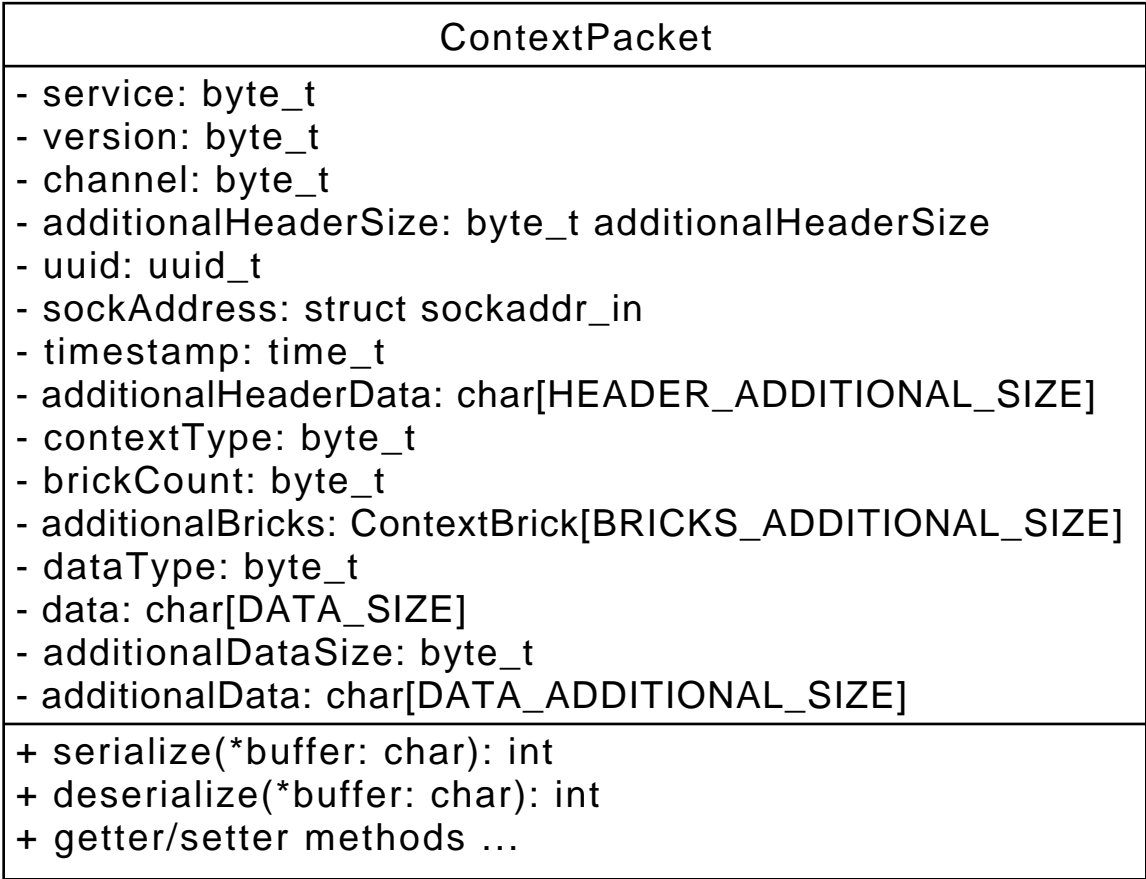 ContextPacket
- service: byte_t
- version: byte_t
- channel: byte_t
- additionalHeaderSize: byte_t additionalHeaderSize
- uuid: uuid_t
- sockAddress: struct sockaddr_in
- timestamp: time_t
- additionalHeaderData: char[HEADER_ADDITIONAL_SIZE]
- contextType: byte_t
- brickCount: byte_t
- additionalBricks: ContextBrick[BRICKS_ADDITIONAL_SIZE]
- dataType: byte_t
- data: char[DATA_SIZE]
- additionalDataSize: byte_t
- additionalData: char[DATA_ADDITIONAL_SIZE]
+ serialize(*buffer: char): int
+ deserialize(*buffer: char): int
+ getter/setter methods ...